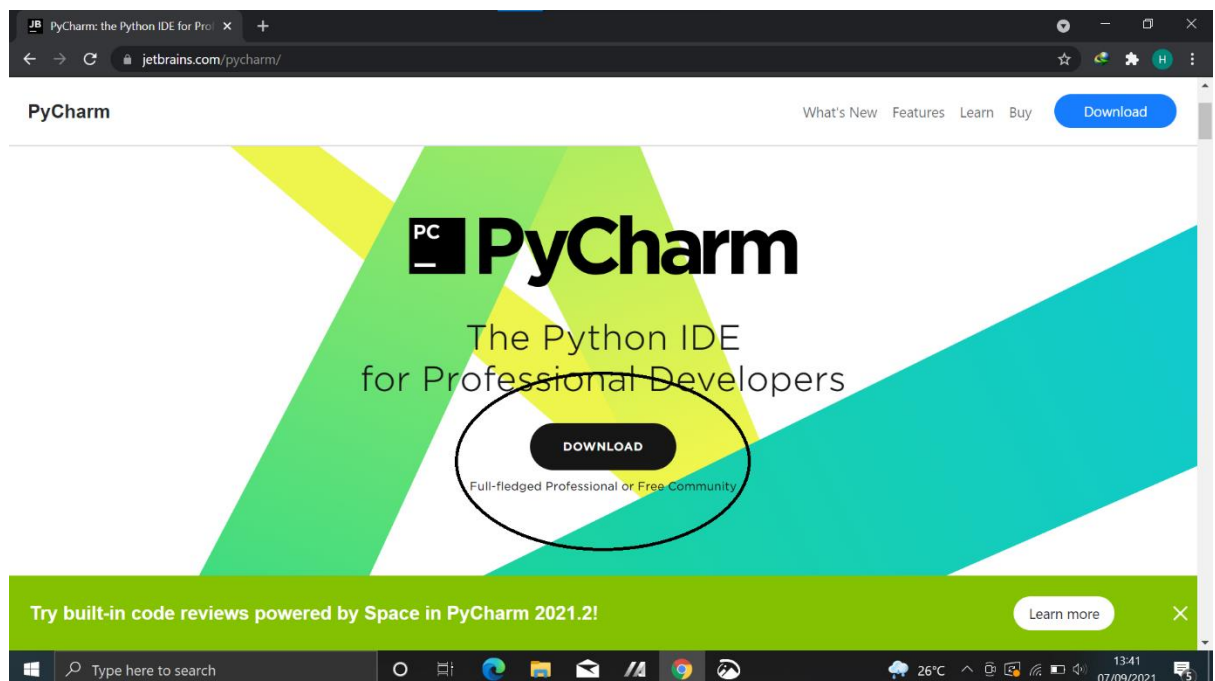 JB PyCharm: the Python IDE for Prof
jetbrains.com/pycharm/
H
PyCharm
What's New Features Learn Buy Download
PC PyCharm
The Python IDE
for Professional Developers
DOWNLOAD
Full-fledged Professional or Free Community
Try built-in code reviews powered by Space in PyCharm 2021.2!
Learn more
Type here to search
26°C
13:41
07/09/2021
5